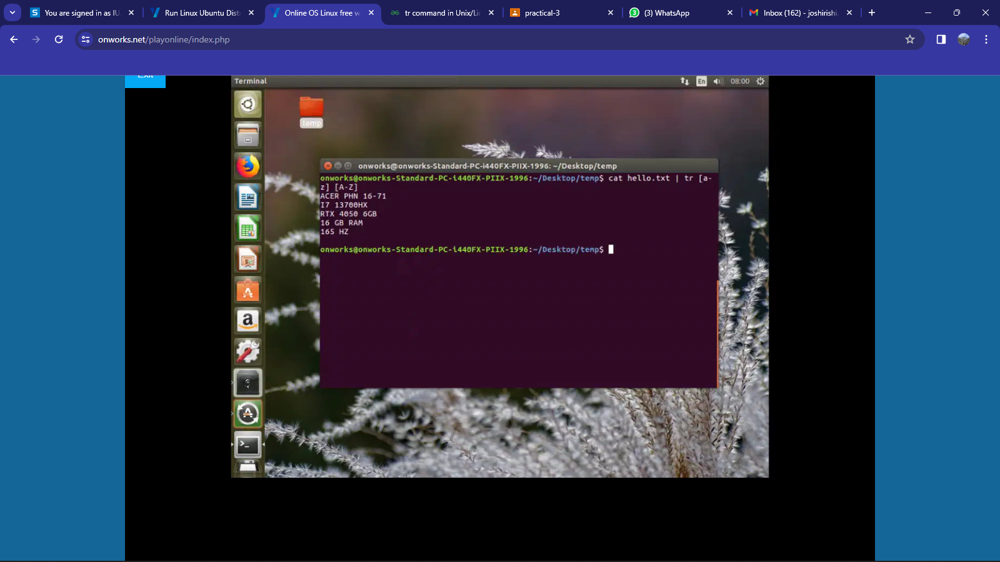 You are signed in as IU
Run Linux Ubuntu Dist
Online OS Linux free w
tr command in Unix/Lin
practical-3
(3) WhatsApp
Inbox (162) - joshirishi
onworks.net/playonline/index.php
Exit
Terminal
En
08:00
temp
onworks@onworks-Standard-PC-i440FX-PIIX-1996: ~/Desktop/temp
onworks@onworks-Standard-PC-i440FX-PIIX-1996:~/Desktop/temp$ cat hello.txt | tr [a-
z] [A-Z]
ACER PHN 16-71
I7 13700HX
RTX 4050 6GB
16 GB RAM
165 HZ
onworks@onworks-Standard-PC-i440FX-PIIX-1996:~/Desktop/temp$